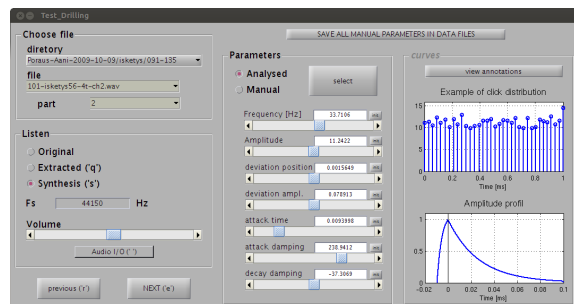 Test_Drilling
Choose file
diretory
Poraus-Aani-2009-10-09/isketys/091-135
file
101-isketys56-4t-ch2.wav
part 2
Listen
Original
Extracted ('q')
Synthesis ('s')
Fs 44150 Hz
Volume
Audio I/O (' ')
previous ('r') NEXT ('e')
SAVE ALL MANUAL PARAMETERS IN DATA FILES
Parameters
Analysed
Manual
select
Frequency [Hz] 33.7106
Amplitude 11.2422
deviation position 0.0015649
deviation ampl. 0.078913
attack time 0.0093998
attack damping 238.9412
decay damping -37.3069
curves
view annotations
Example of click distribution
15
10
5
0
0 0.2 0.4 0.6 0.8 1
Time [ms]
Amplitude profil
1
0.5
0
-0.02 0 0.02 0.04 0.06 0.08 0.1
Time [ms]